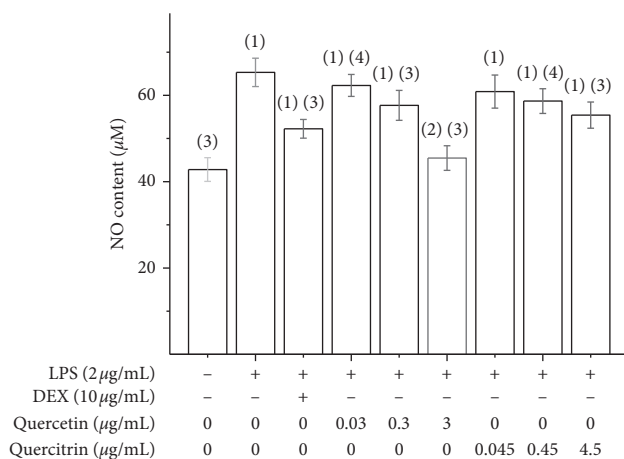 (1)
(1) (4)
(1)
(1) (4)
(1) (3)
(1) (3)
(1) (3)
(2) (3)
(3)
60
40
20
NO content (μM)
LPS (2 μg/mL) – + + + + + + + +
DEX (10 μg/mL) – – + – – – – – –
Quercetin (μg/mL) 0 0 0 0.03 0.3 3 0 0 0
Quercitrin (μg/mL) 0 0 0 0 0 0 0.045 0.45 4.5